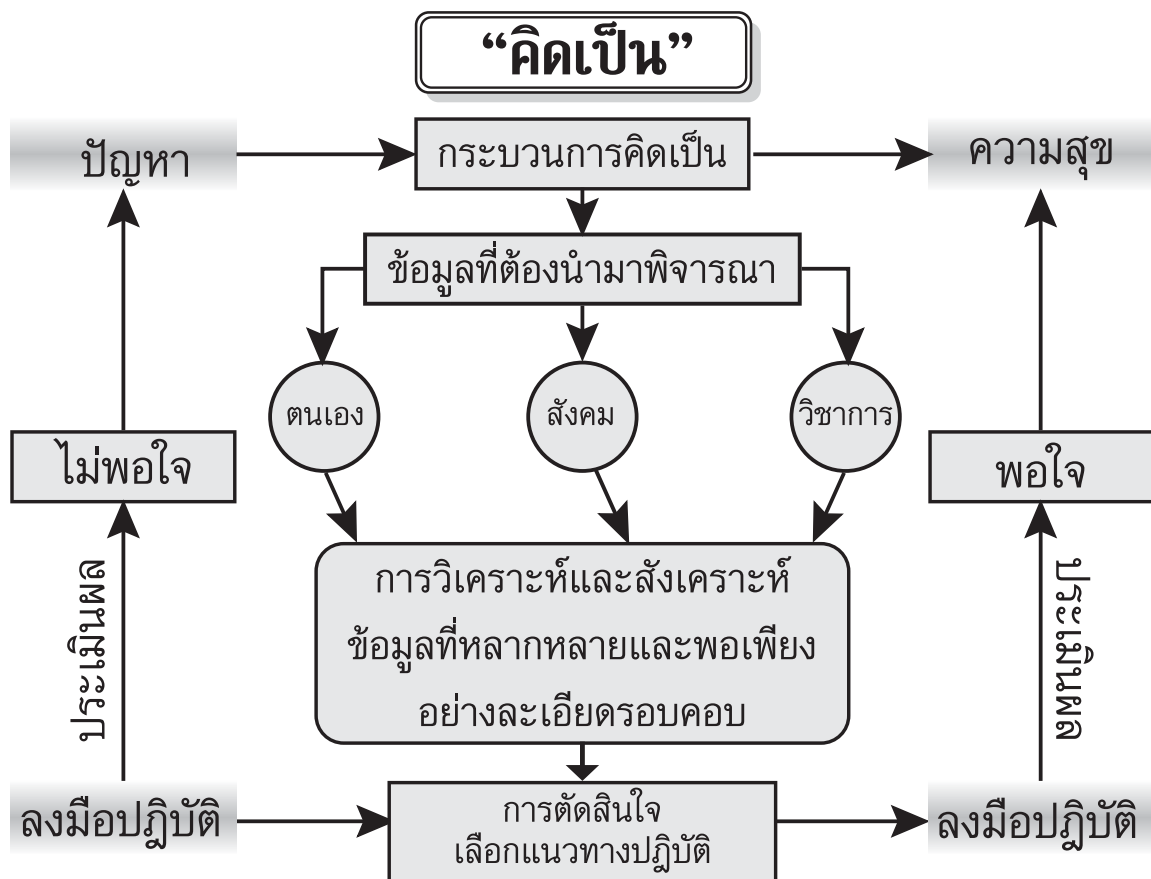 “คิดเป็น”
ปัญหา
กระบวนการคิดเป็น
ความสุข
ข้อมูลที่ต้องนำมาพิจารณา
ตนเอง
สังคม
วิชาการ
ไม่พอใจ
พอใจ
การวิเคราะห์และสังเคราะห์
ข้อมูลที่หลากหลายและพอเพียง
อย่างละเอียดรอบคอบ
ประเมินผล
ประเมินผล
ลงมือปฎิบัติ
การตัดสินใจ
เลือกแนวทางปฎิบัติ
ลงมือปฎิบัติ